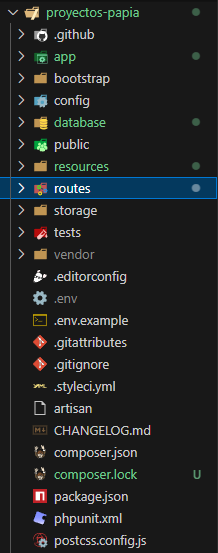 proyectos-papia
.github
app
bootstrap
config
database
public
resources
routes
storage
tests
vendor
.editorconfig
.env
.env.example
.gitattributes
.gitignore
.styleci.yml
artisan
CHANGELOG.md
composer.json
composer.lock U
package.json
phpunit.xml
postcss.config.js